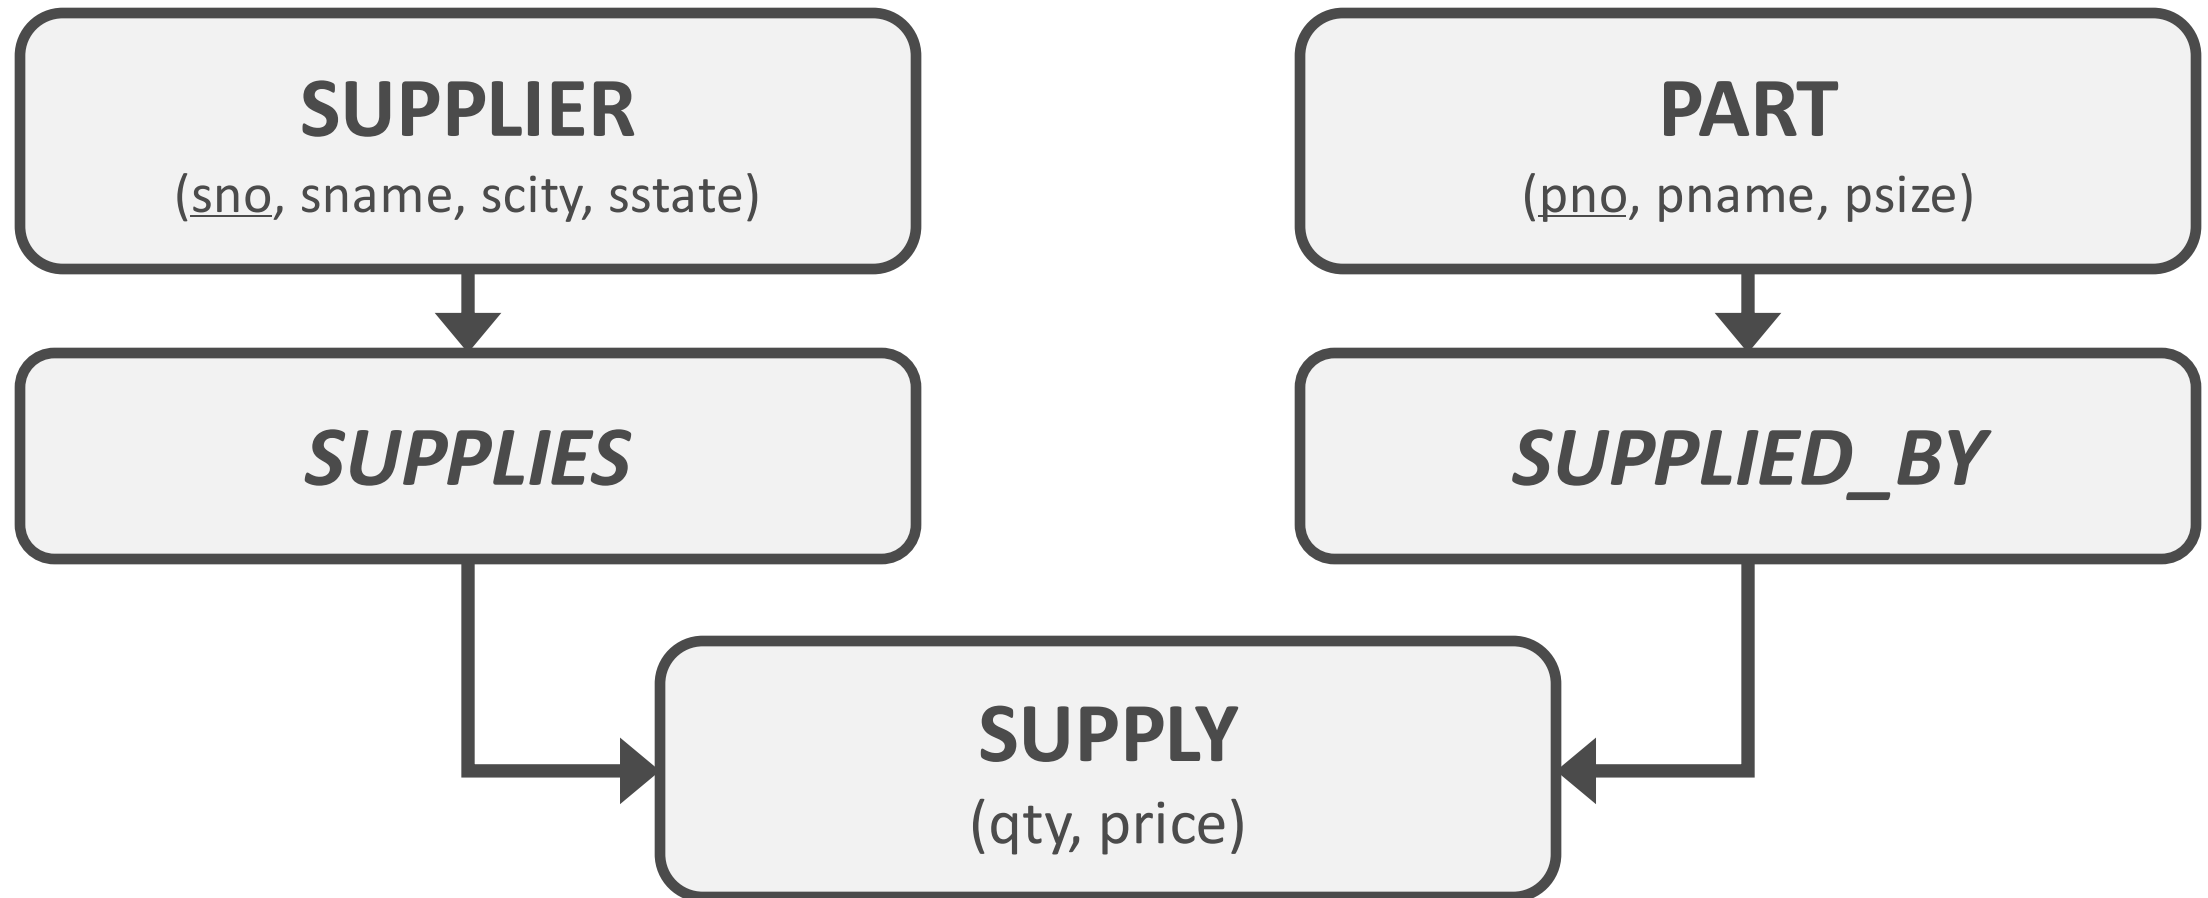 SUPPLIER
(sno, sname, scity, sstate)
PART
(pno, pname, psize)
SUPPLIES
SUPPLIED_BY
SUPPLY
(qty, price)